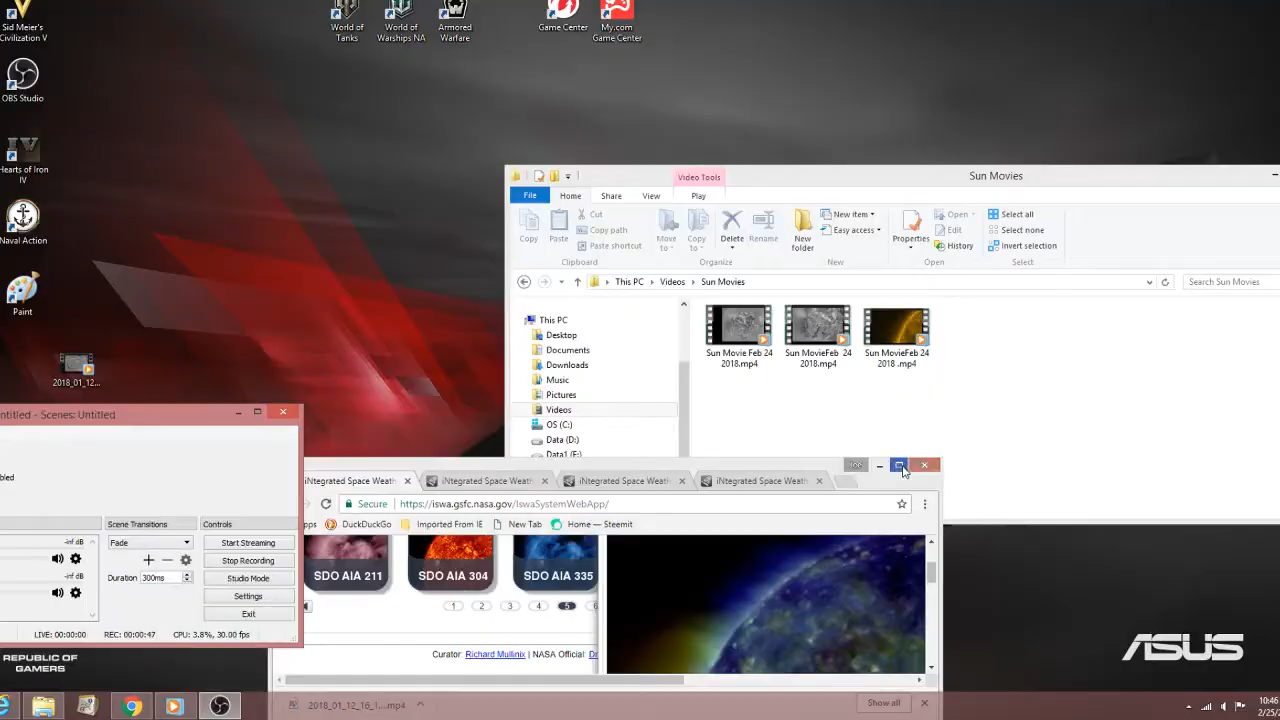 Sid Meier's
Civilization V
World of
Tanks
World of
Warships NA
Armored
Warfare
Game Center
My.com
Game Center
OBS Studio
Hearts of Iron
IV
Naval Action
Paint
2018_01_12...
Video Tools
Sun Movies
File
Home
Share
View
Play
Copy
Paste
Cut
Copy path
Paste shortcut
Clipboard
Move
to
Copy
to
Delete
Rename
Organize
New
folder
New item
Easy access
New
Properties
Open
Edit
History
Open
Select all
Select none
Invert selection
Select
This PC
Videos
Sun Movies
Search Sun Movies
This PC
Desktop
Documents
Downloads
Music
Pictures
Videos
OS (C:)
Data (D:)
Data1 (E:)
Sun Movie Feb 24
2018.mp4
Sun MovieFeb 24
2018.mp4
Sun MovieFeb 24
2018 .mp4
ntitled - Scenes: Untitled
bled
Scene Transitions
Controls
-inf dB
Fade
Start Streaming
Stop Recording
-inf dB
Duration
300ms
Studio Mode
Settings
Exit
LIVE: 00:00:00
REC: 00:00:47
CPU: 3.8%, 30.00 fps
REPUBLIC OF
GAMERS
iNtegrated Space Weath
iNtegrated Space Weath
iNtegrated Space Weath
iNtegrated Space Weath
Joe
Secure
https://iswa.gsfc.nasa.gov/IswaSystemWebApp/
pps
DuckDuckGo
Imported From IE
New Tab
Home — Steemit
SDO AIA 211
SDO AIA 304
SDO AIA 335
1 2 3 4 5 6
Curator: Richard Mullinix | NASA Official: Dr
2018_01_12_16_1....mp4
Show all
ASUS
10:46
2/25/2